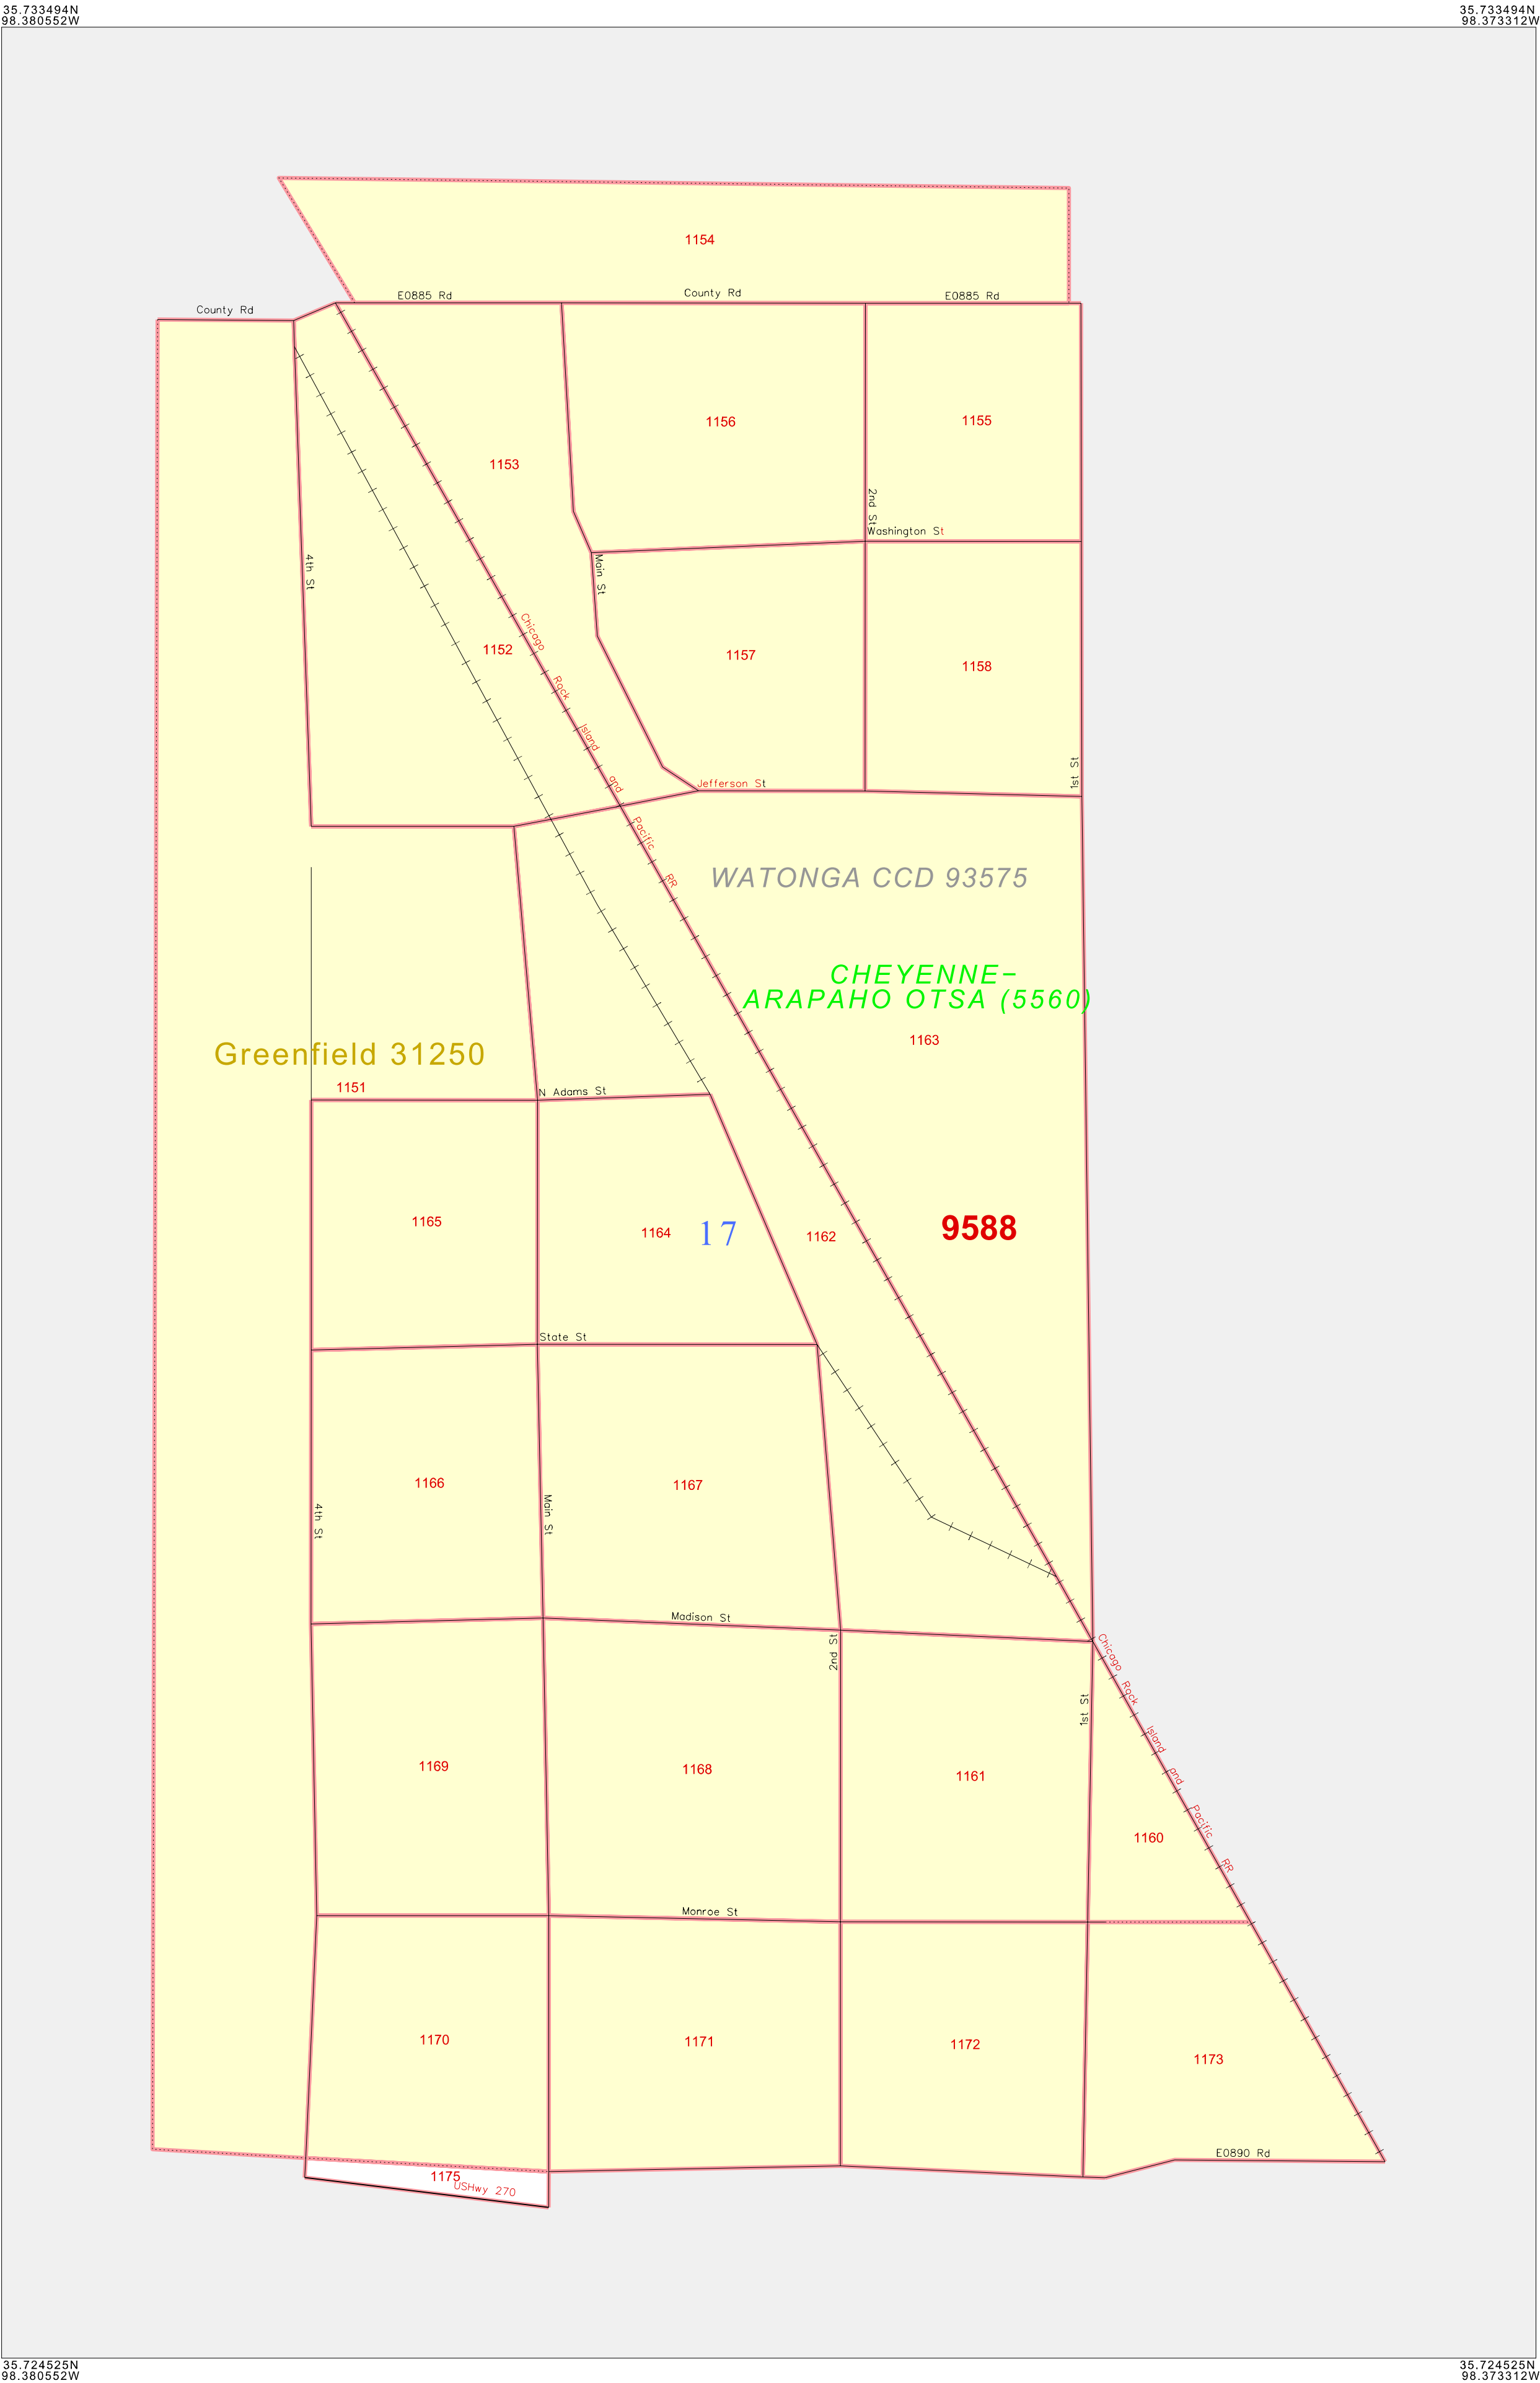 35.733494N
98.380552W
35.733494N
98.373312W
1154
E0885 Rd
County Rd
E0885 Rd
County Rd
1156
1155
1153
2nd St
Washington St
4th St
Main St
Chicago Rock Island and Pacific RR
1152
1157
1158
1st St
Jefferson St
WATONGA CCD 93575
CHEYENNE-
ARAPAHO OTSA (5560)
1163
Greenfield 31250
1151
N Adams St
1165
1164
17
1162
9588
State St
1166
1167
4th St
Main St
Madison St
2nd St
Chicago Rock Island and Pacific RR
1st St
1169
1168
1161
1160
Monroe St
1170
1171
1172
1173
E0890 Rd
1175
USHwy 270
35.724525N
98.380552W
35.724525N
98.373312W